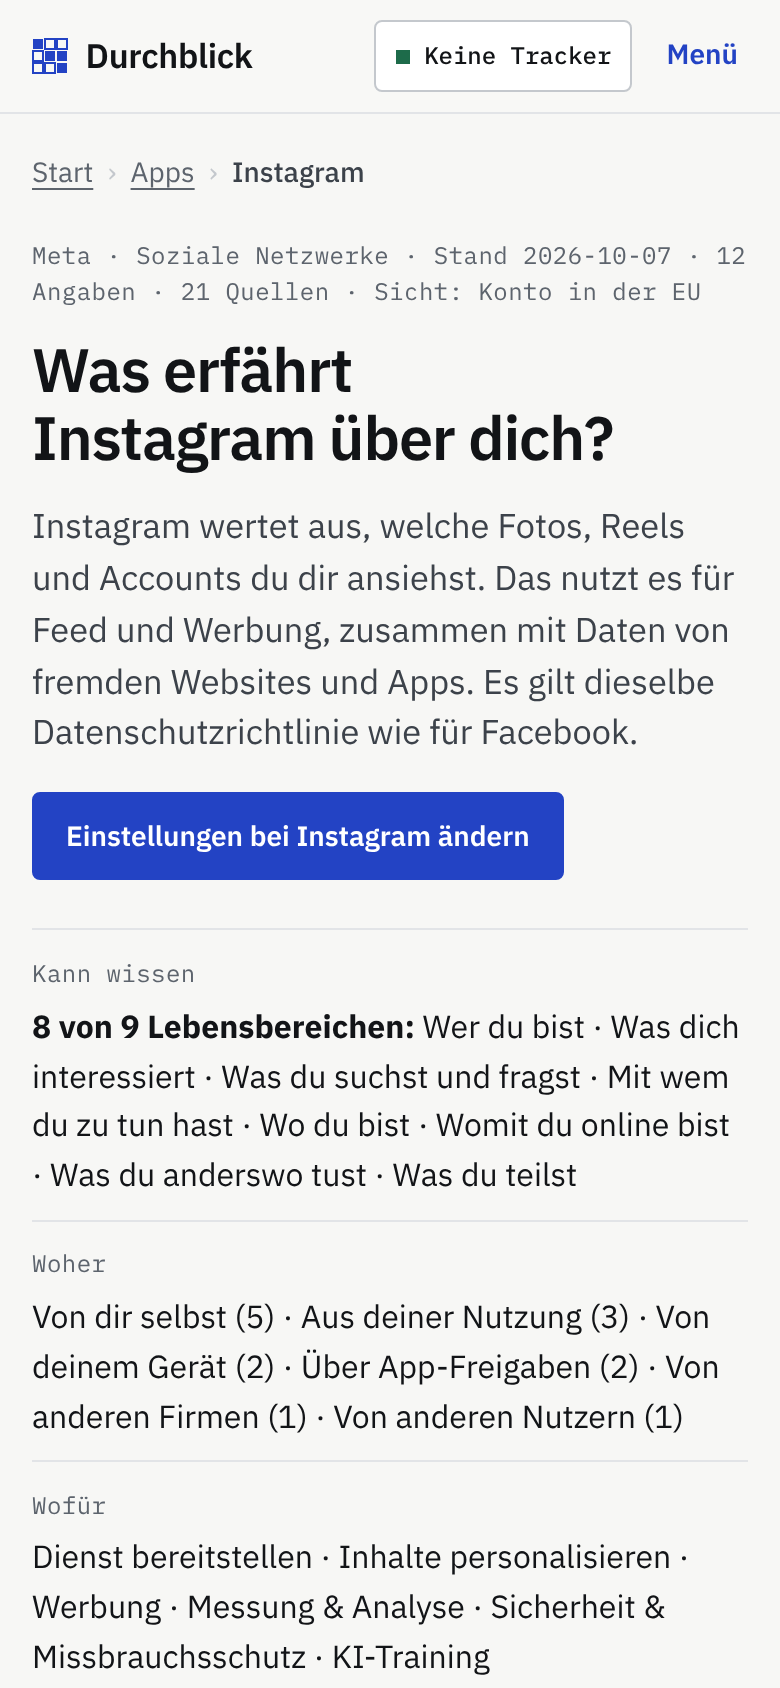 Durchblick
Keine Tracker
Menü
Start › Apps › Instagram
Meta · Soziale Netzwerke · Stand 2026-10-07 · 12
Angaben · 21 Quellen · Sicht: Konto in der EU
Was erfährt
Instagram über dich?
Instagram wertet aus, welche Fotos, Reels
und Accounts du dir ansiehst. Das nutzt es für
Feed und Werbung, zusammen mit Daten von
fremden Websites und Apps. Es gilt dieselbe
Datenschutzrichtlinie wie für Facebook.
Einstellungen bei Instagram ändern
Kann wissen
8 von 9 Lebensbereichen: Wer du bist · Was dich
interessiert · Was du suchst und fragst · Mit wem
du zu tun hast · Wo du bist · Womit du online bist
· Was du anderswo tust · Was du teilst
Woher
Von dir selbst (5) · Aus deiner Nutzung (3) · Von
deinem Gerät (2) · Über App-Freigaben (2) · Von
anderen Firmen (1) · Von anderen Nutzern (1)
Wofür
Dienst bereitstellen · Inhalte personalisieren ·
Werbung · Messung & Analyse · Sicherheit &
Missbrauchsschutz · KI-Training